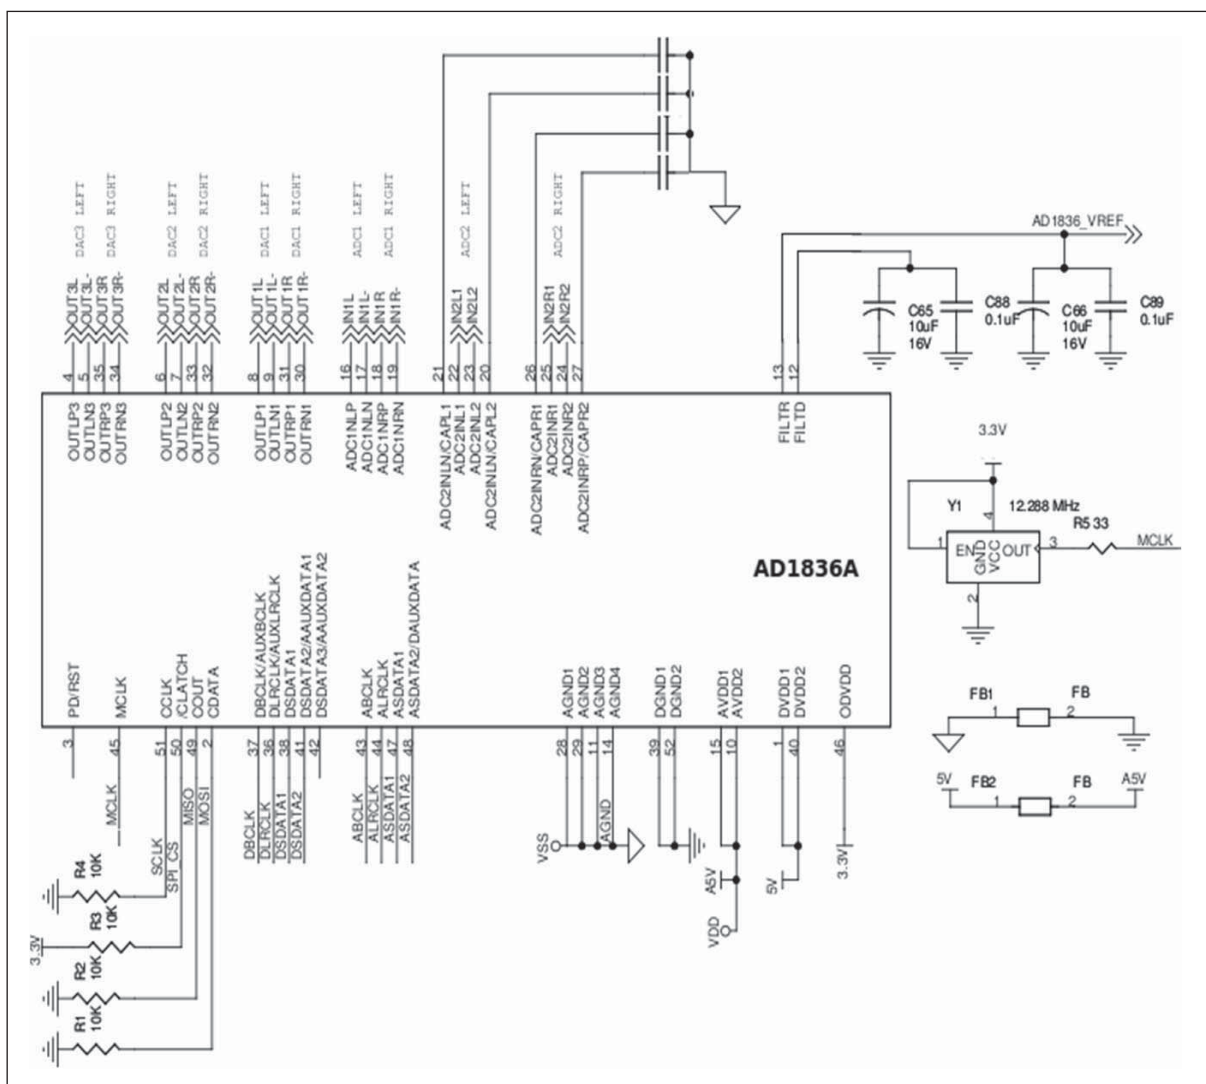 DAC3 LEFT
DAC3 RIGHT
DAC2 LEFT
DAC2 RIGHT
DAC1 LEFT
DAC1 RIGHT
ADC1 LEFT
ADC1 RIGHT
ADC2 LEFT
ADC2 RIGHT
OUT3L
OUT3L-
OUT3R
OUT3R-
OUT2L
OUT2L-
OUT2R
OUT2R-
OUT1L
OUT1L-
OUT1R
OUT1R-
IN1L
IN1L-
IN1R
IN1R-
IN2L1
IN2L2
IN2R1
IN2R2
AD1836_VREF
C65
10uF
16V
C88
0.1uF
C66
10uF
16V
C89
0.1uF
4
5
35
34
6
7
33
32
8
9
31
30
16
17
18
19
21
22
23
20
26
25
24
27
13
12
OUTLP3
OUTLN3
OUTRP3
OUTRN3
OUTLP2
OUTLN2
OUTRP2
OUTRN2
OUTLP1
OUTLN1
OUTRP1
OUTRN1
ADC1NLP
ADC1NLN
ADC1NRP
ADC1NRN
ADC2INLN/CAPL1
ADC2INL1
ADC2INL2
ADC2INLN/CAPL2
ADC2INRN/CAPR1
ADC2INR1
ADC2INR2
ADC2INRP/CAPR2
FILTR
FILTD
3.3V
Y1
12.288 MHz
4
R5 33
1
EN
GND
VCC
OUT
3
MCLK
2
AD1836A
PD/RST
MCLK
CCLK
/CLATCH
COUT
CDATA
DBCLK/AUXBCLK
DLRCLK/AUXLRCLK
DSDATA1
DSDATA2/AAUXDATA1
DSDATA3/AAUXDATA2
ABCLK
ALRCLK
ASDATA1
ASDATA2/DAUXDATA
AGND1
AGND2
AGND3
AGND4
DGND1
DGND2
AVDD1
AVDD2
DVDD1
DVDD2
ODVDD
3
45
51
50
49
2
37
36
38
41
42
43
44
47
48
28
29
11
14
39
52
15
10
1
40
46
FB1
1
2
FB
5V
FB2
1
2
FB
A5V
MCLK
SCLK
SPI_CS
MISO
MOSI
DBCLK
DLRCLK
DSDATA1
DSDATA2
ABCLK
ALRCLK
ASDATA1
ASDATA2
VSS
AGND
A5V
VDD
5V
3.3V
R4
10K
R3
10K
3.3V
R2
10K
R1
10K